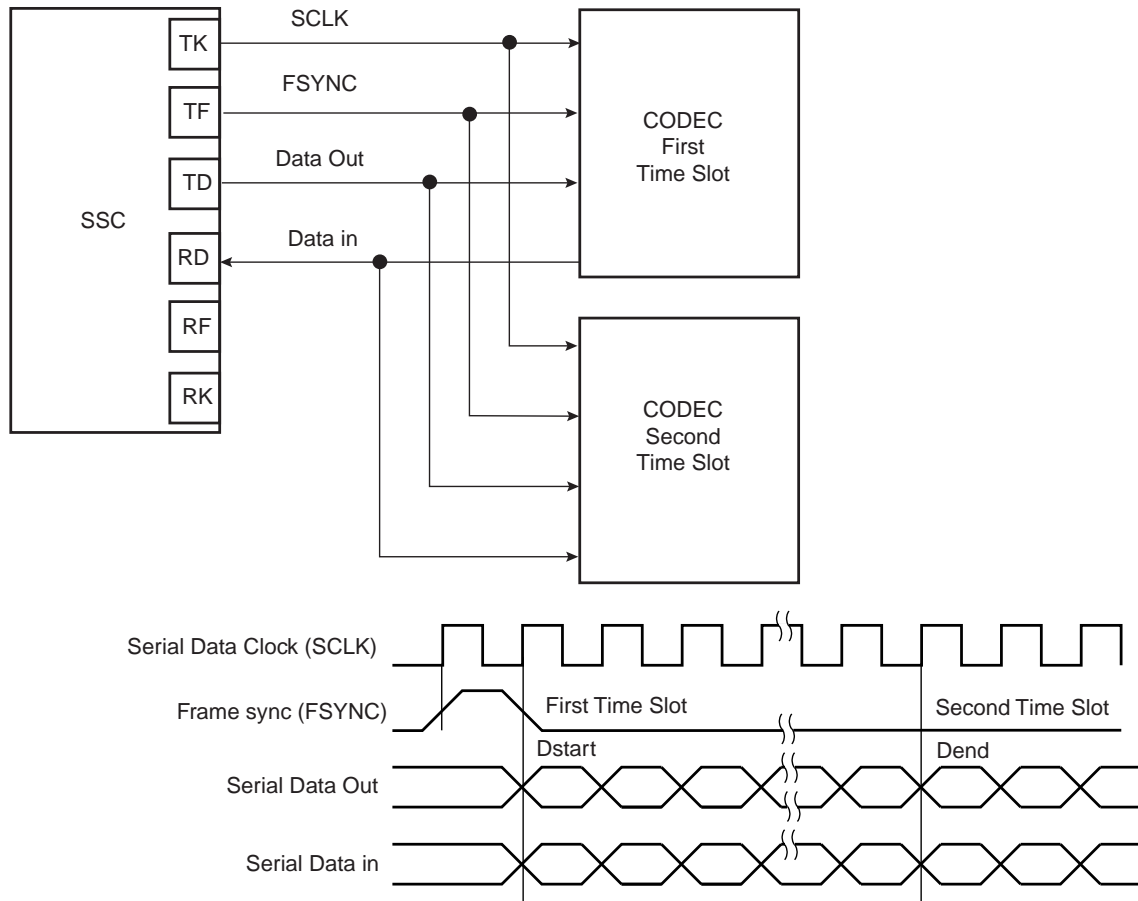 SCLK
TK
FSYNC
TF
CODEC
First
Time Slot
Data Out
TD
SSC
Data in
RD
RF
RK
CODEC
Second
Time Slot
Serial Data Clock (SCLK)
Frame sync (FSYNC)
First Time Slot
Second Time Slot
Dstart
Dend
Serial Data Out
Serial Data in